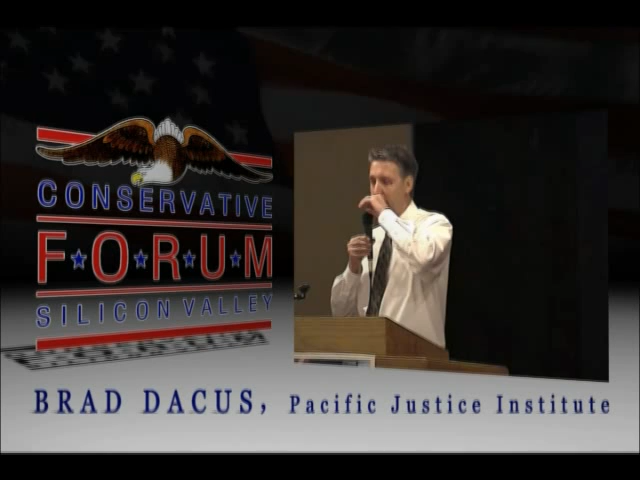 CONSERVATIVE
F★O★R★U★M
SILICON VALLEY
BRAD DACUS, Pacific Justice Institute